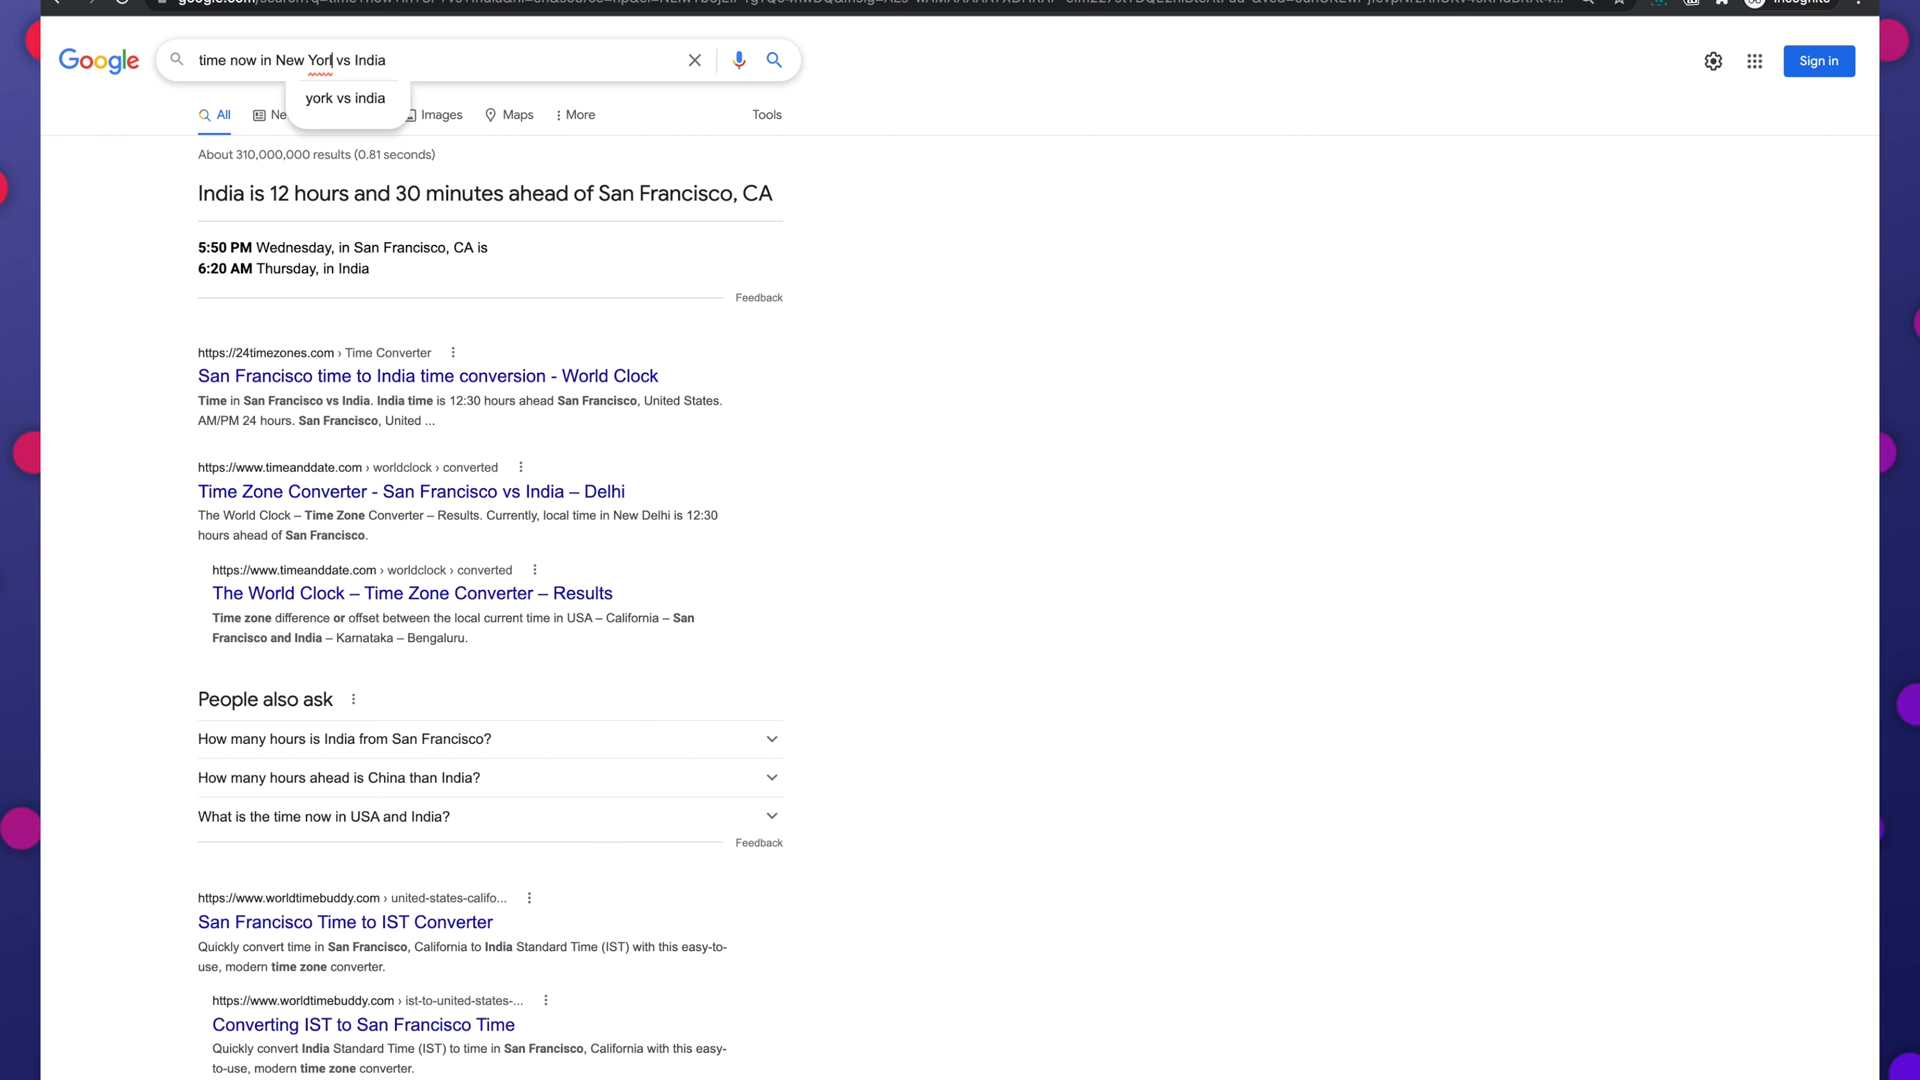 Incognito
Google
time now in New Yorl vs India
Sign in
york vs india
All
Ne
Images
Maps
More
Tools
About 310,000,000 results (0.81 seconds)
India is 12 hours and 30 minutes ahead of San Francisco, CA
5:50 PM Wednesday, in San Francisco, CA is
6:20 AM Thursday, in India
Feedback
https://24timezones.com › Time Converter
San Francisco time to India time conversion - World Clock
Time in San Francisco vs India. India time is 12:30 hours ahead San Francisco, United States.
AM/PM 24 hours. San Francisco, United ...
https://www.timeanddate.com › worldclock › converted
Time Zone Converter - San Francisco vs India – Delhi
The World Clock – Time Zone Converter – Results. Currently, local time in New Delhi is 12:30
hours ahead of San Francisco.
https://www.timeanddate.com › worldclock › converted
The World Clock – Time Zone Converter – Results
Time zone difference or offset between the local current time in USA – California – San
Francisco and India – Karnataka – Bengaluru.
People also ask
How many hours is India from San Francisco?
How many hours ahead is China than India?
What is the time now in USA and India?
Feedback
https://www.worldtimebuddy.com › united-states-califo...
San Francisco Time to IST Converter
Quickly convert time in San Francisco, California to India Standard Time (IST) with this easy-to-
use, modern time zone converter.
https://www.worldtimebuddy.com › ist-to-united-states-...
Converting IST to San Francisco Time
Quickly convert India Standard Time (IST) to time in San Francisco, California with this easy-
to-use, modern time zone converter.